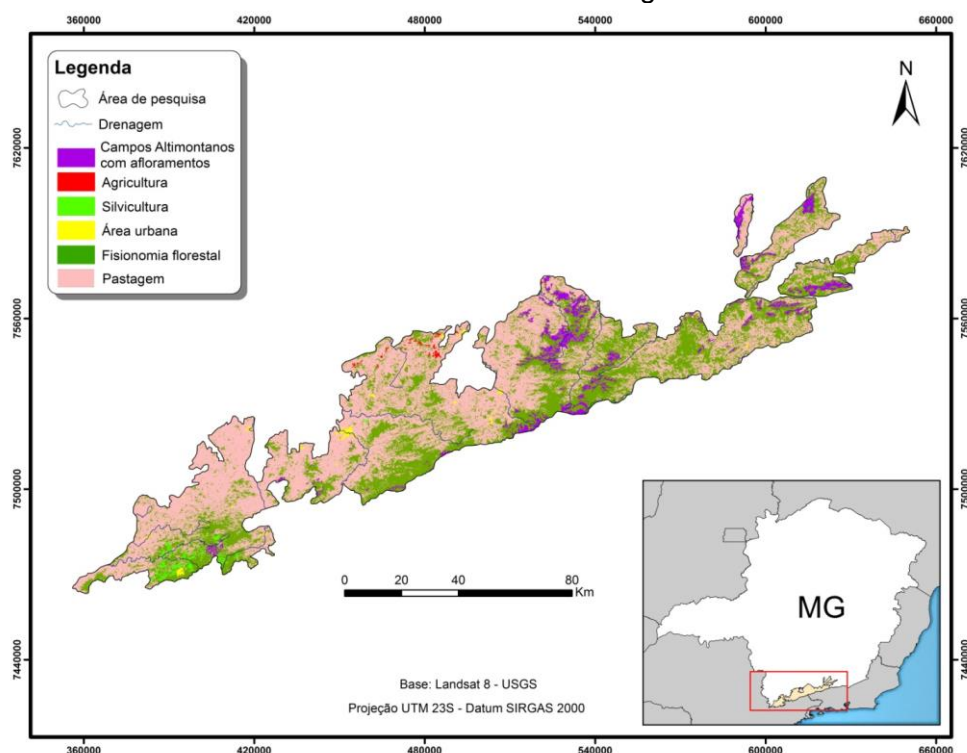 360000 420000 480000 540000 600000 660000
Legenda
Área de pesquisa
Drenagem
Campos Altimontanos
com afloramentos
Agricultura
Silvicultura
Área urbana
Fisionomia florestal
Pastagem
N
7620000 7620000
7560000 7560000
7500000 7500000
7440000 7440000
0 20 40 80
Km
Base: Landsat 8 - USGS
Projeção UTM 23S - Datum SIRGAS 2000
MG
360000 420000 480000 540000 600000 660000